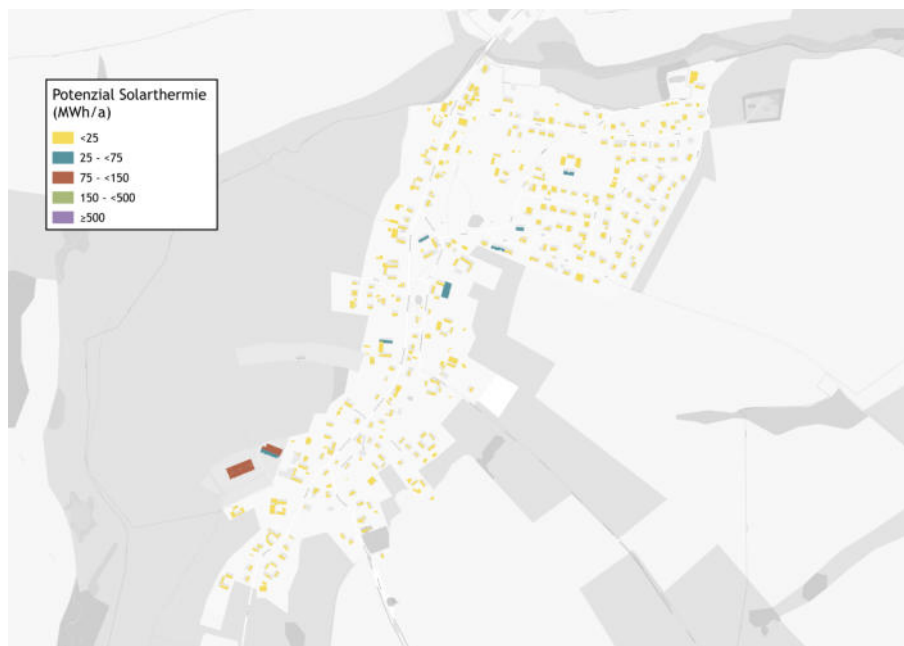 Potenzial Solarthermie
(MWh/a)
<25
25 - <75
75 - <150
150 - <500
≥500